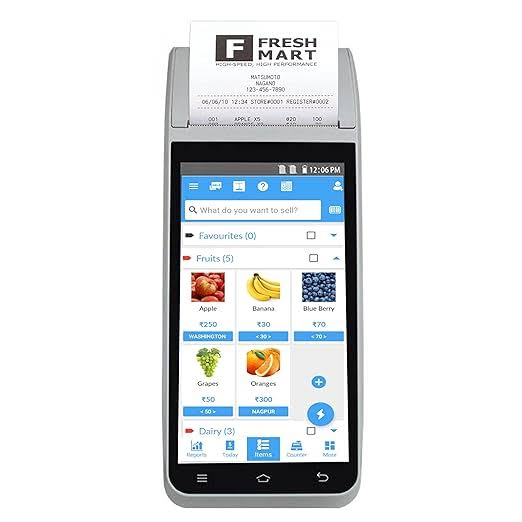 F FRESH
MART
HIGH-SPEED, HIGH PERFORMANCE
MATSUMOTO
NAGANO
123-456-7890
06/06/10 12:34 STORE#0001 REGISTER#0002
001 APPLE X5 @20 100
12:06 PM
What do you want to sell?
Favourites (0)
Fruits (5)
Apple Banana Blue Berry
₹250 ₹30 ₹70
WASHINGTON < 30 > < 70 >
Grapes Oranges
₹50 ₹300
< 50 > NAGPUR
Dairy (3)
Reports Today Items Counter More